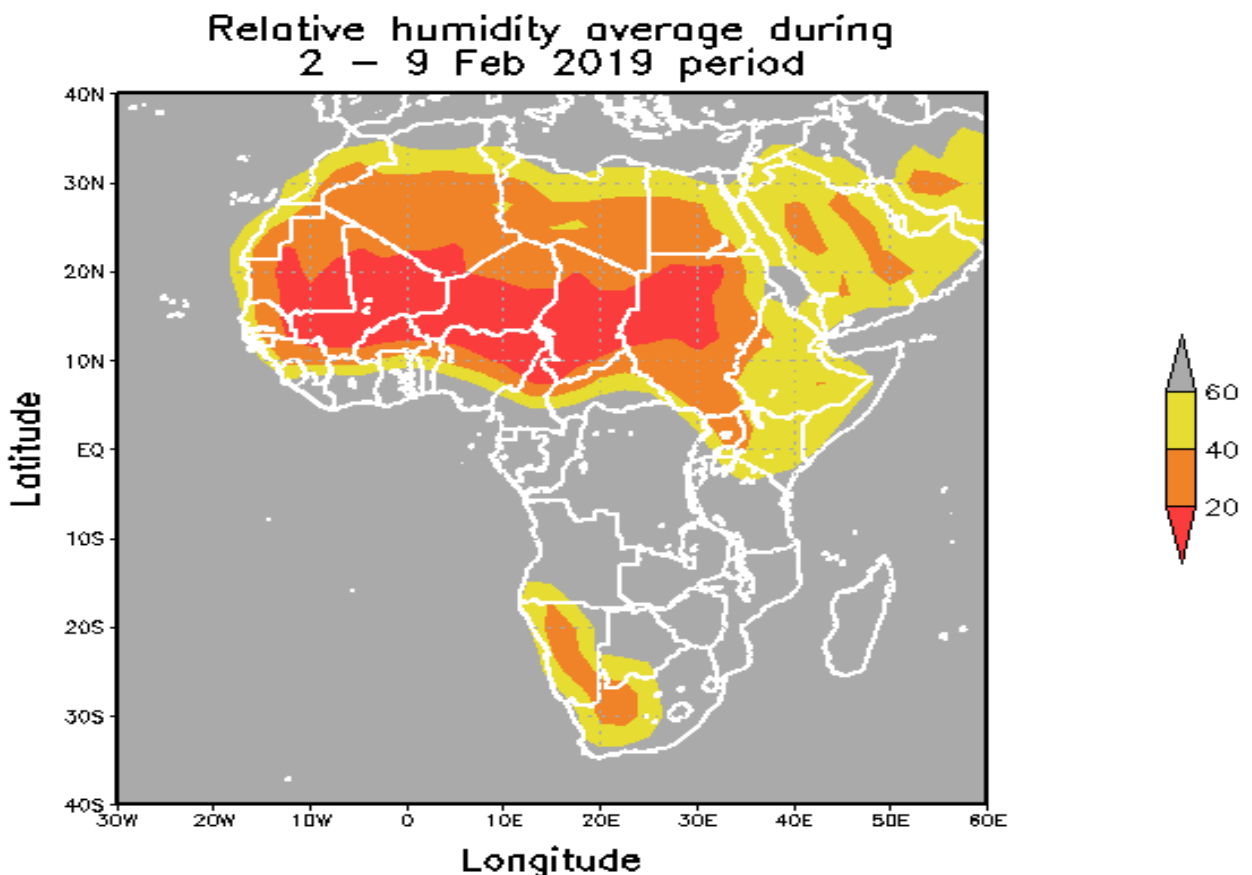 Relative humidity average during
2 – 9 Feb 2019 period
40N
30N
20N
10N
EQ
10S
20S
30S
40S
Latitude
30W 20W 10W 0 10E 20E 30E 40E 50E 60E
Longitude
60
40
20